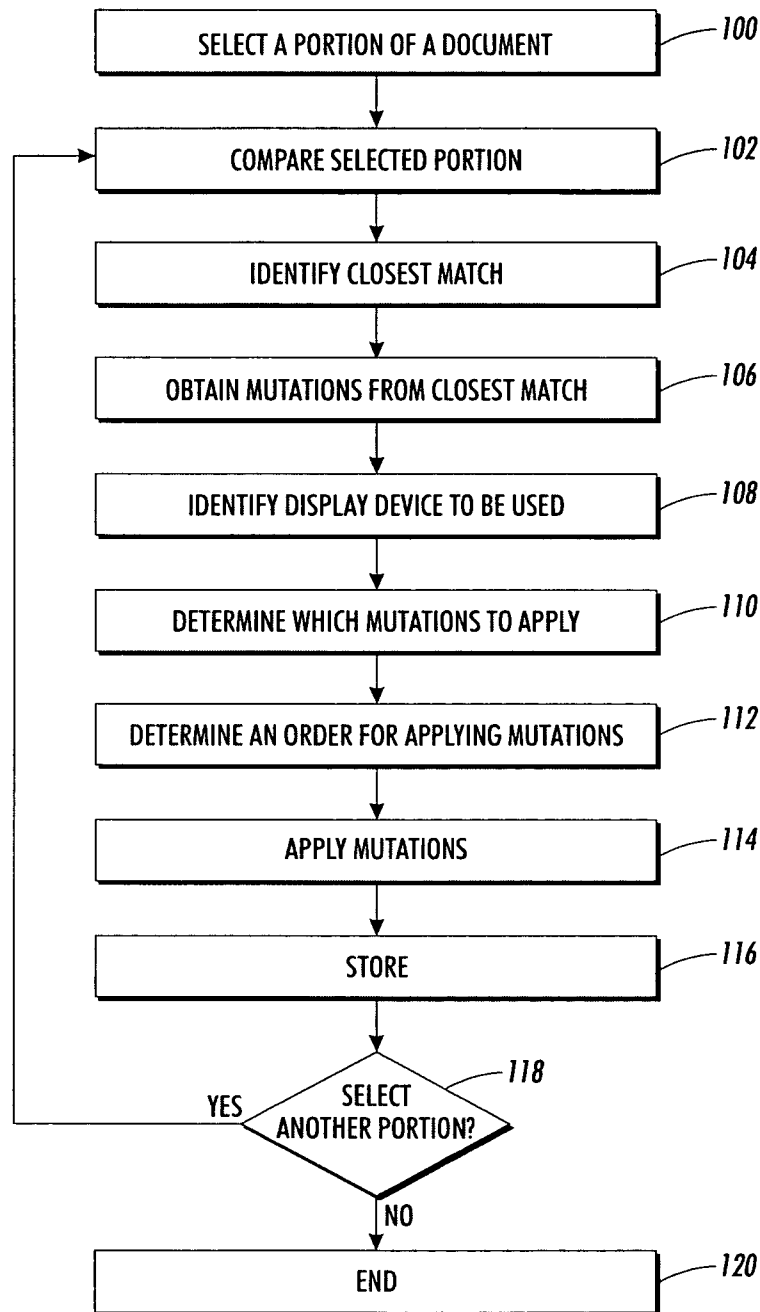 SELECT A PORTION OF A DOCUMENT
100
COMPARE SELECTED PORTION
102
IDENTIFY CLOSEST MATCH
104
OBTAIN MUTATIONS FROM CLOSEST MATCH
106
IDENTIFY DISPLAY DEVICE TO BE USED
108
DETERMINE WHICH MUTATIONS TO APPLY
110
DETERMINE AN ORDER FOR APPLYING MUTATIONS
112
APPLY MUTATIONS
114
STORE
116
118
YES
SELECT
ANOTHER PORTION?
NO
END
120